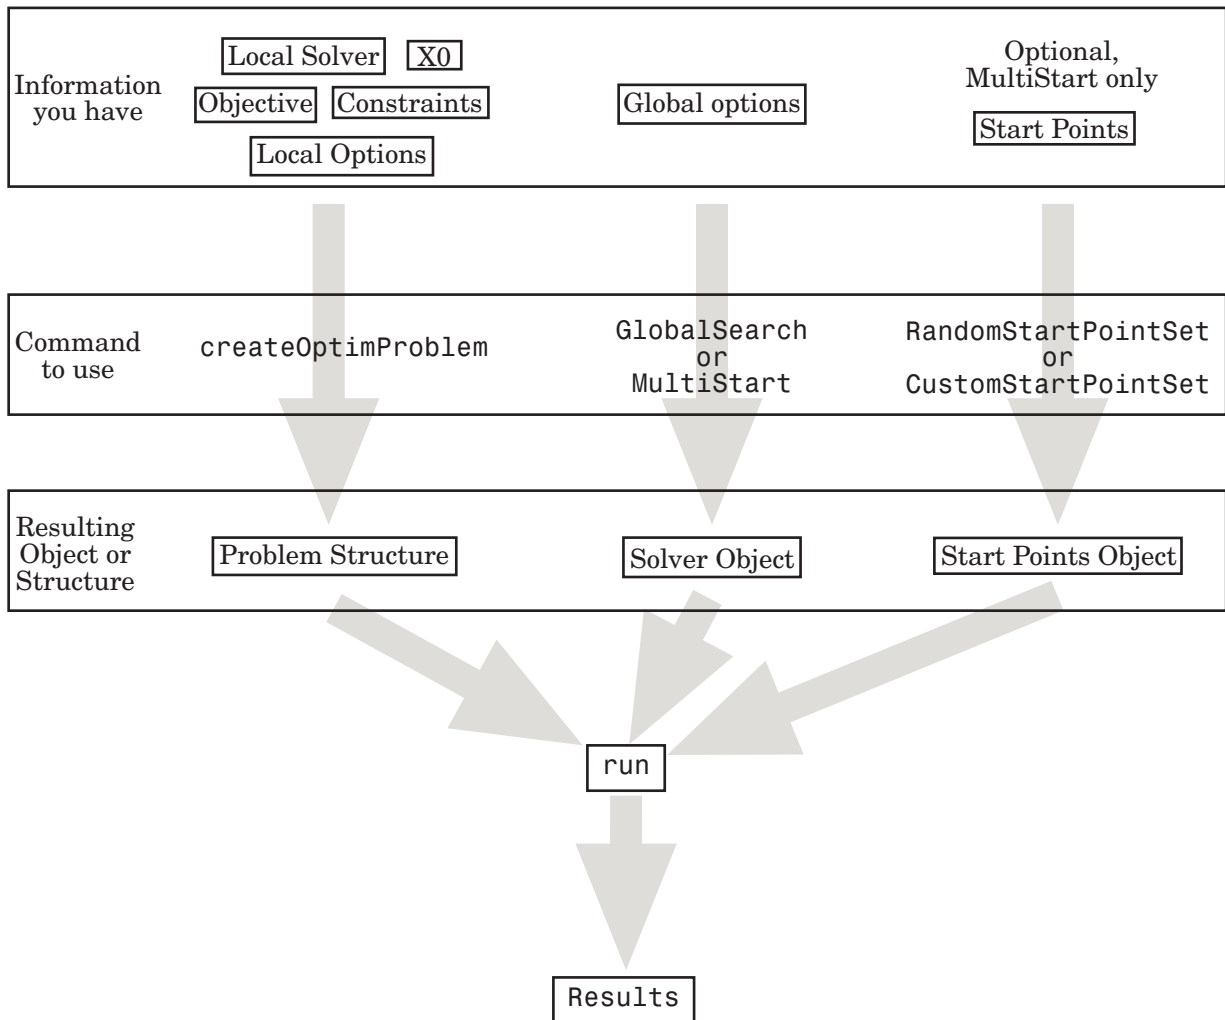 Information
you have
Local Solver
X0
Objective
Constraints
Local Options
Global options
Optional,
MultiStart only
Start Points
Command
to use
createOptimProblem
GlobalSearch
or
MultiStart
RandomStartPointSet
or
CustomStartPointSet
Resulting
Object or
Structure
Problem Structure
Solver Object
Start Points Object
run
Results